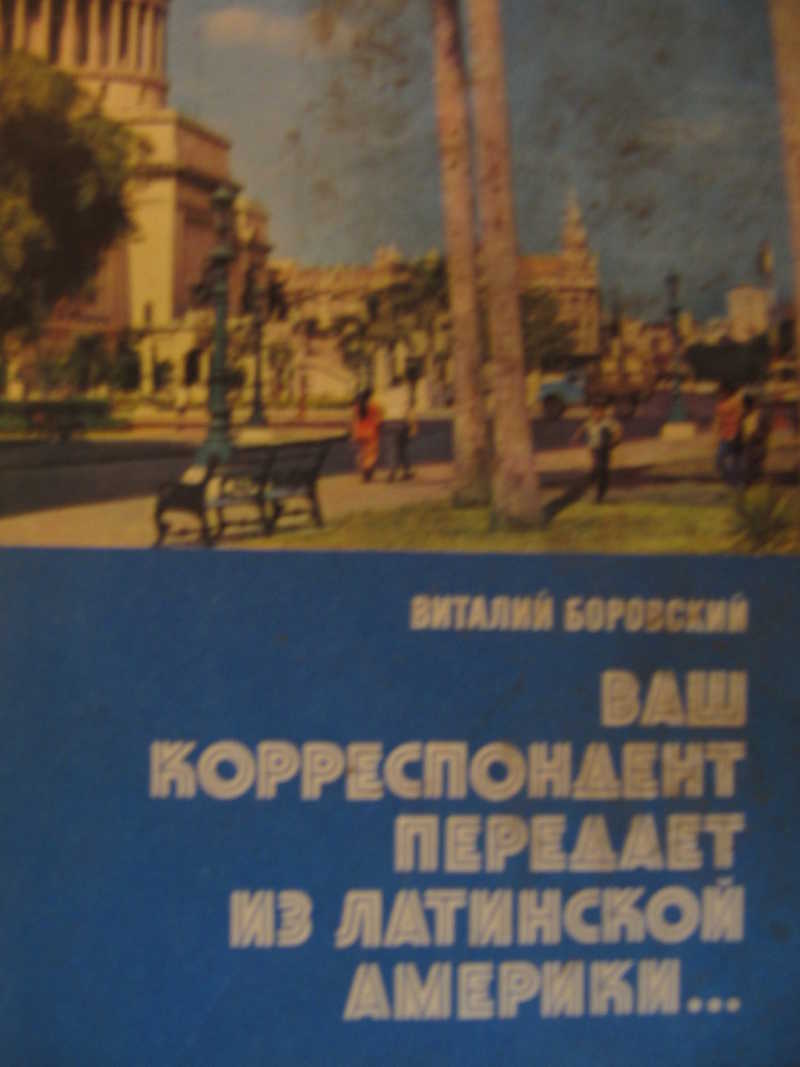 ВИТАЛИЙ БОРОВСКИЙ
ВАШ
КОРРЕСПОНДЕНТ
ПЕРЕДАЕТ
ИЗ ЛАТИНСКОЙ
АМЕРИКИ...